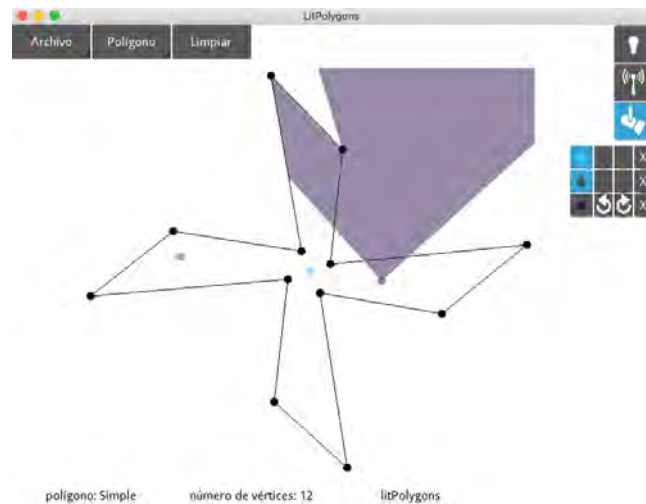 LitPolygons
Archivo Polígono Limpiar
X
X
X
polígono: Simple número de vértices: 12 litPolygons